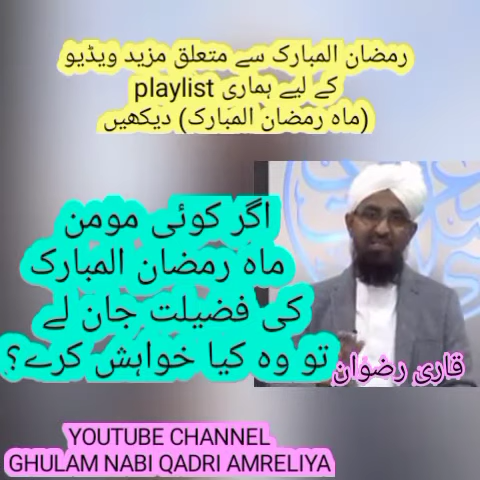 رمضان المبارک سے متعلق مزید ویڈیو
کے لیے ہماری playlist
(ماہ رمضان المبارک) دیکھیں
اگر کوئی مومن
ماہ رمضان المبارک
کی فضیلت جان لے
تو وہ کیا خواہش کرے؟
قاری رضوان
YOUTUBE CHANNEL
GHULAM NABI QADRI AMRELIYA